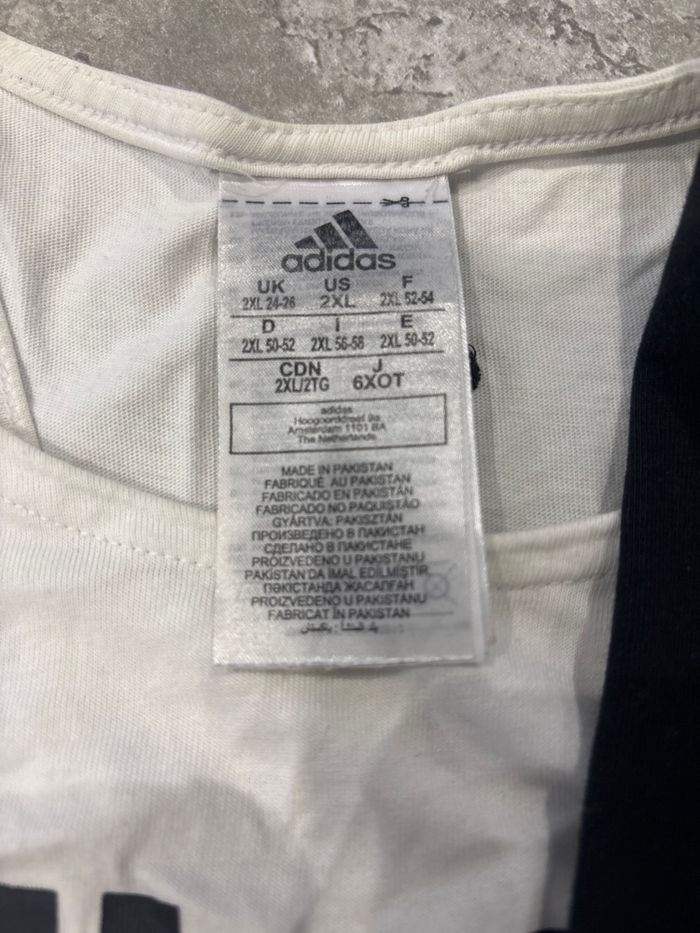 adidas
UK US F
2XL 24-26 2XL 2XL 52-54
D I E
2XL 50-52 2XL 56-58 2XL 50-52
CDN J
2XL/2TG 6XOT
adidas
Hoogoorddreef 9a
Amsterdam 1101 BA
The Netherlands
MADE IN PAKISTAN
FABRIQUÉ AU PAKISTAN
FABRICADO EN PAKISTÁN
FABRICADO NO PAQUISTÃO
GYÁRTVA: PAKISZTÁN
ПРОИЗВЕДЕНО В ПАКИСТАН
СДЕЛАНО В ПАКИСТАНЕ
PROIZVEDENO U PAKISTANU
PAKİSTAN'DA İMAL EDİLMİŞTİR
ПӘКІСТАНДА ЖАСАЛҒАН
PROIZVEDENO U PAKISTANU
FABRICAT ÎN PAKISTAN